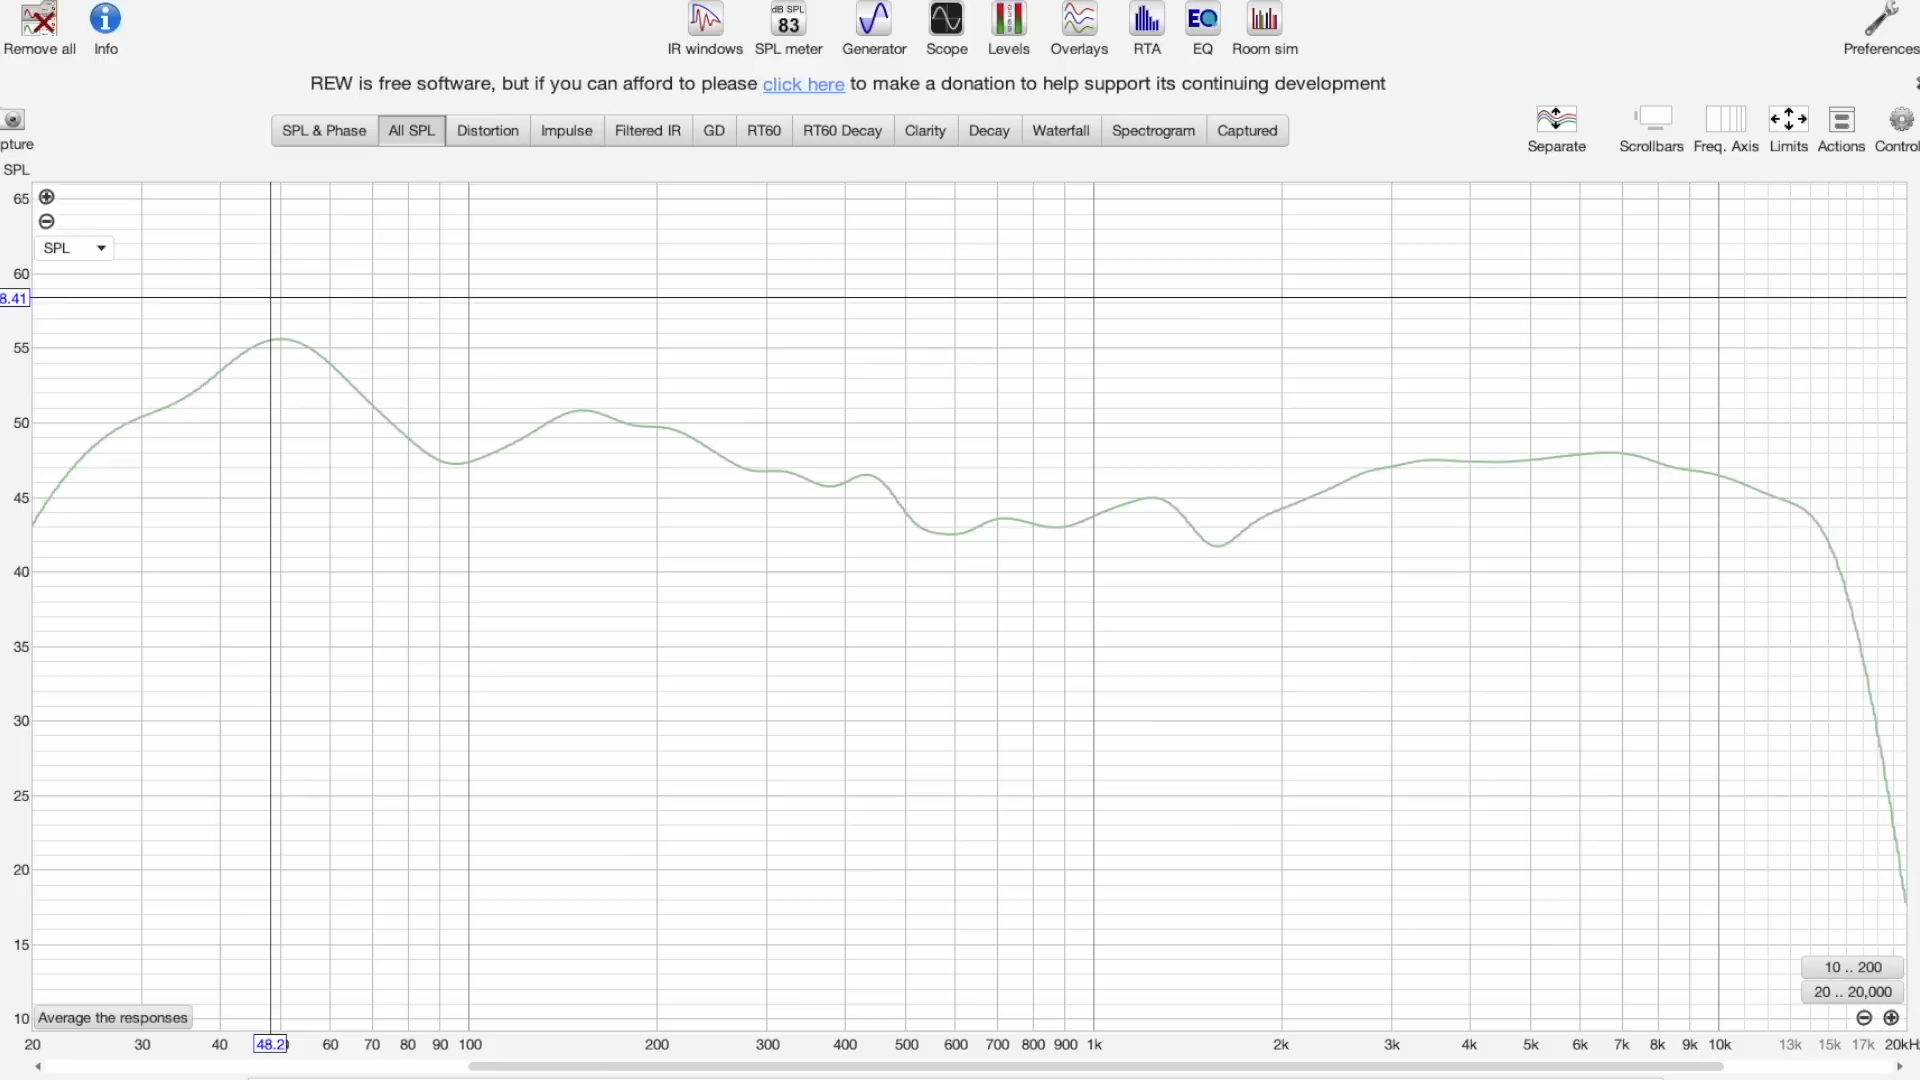 dB SPL
83
Remove all Info IR windows SPL meter Generator Scope Levels Overlays RTA EQ Room sim Preferences
REW is free software, but if you can afford to please click here to make a donation to help support its continuing development
pture SPL & Phase All SPL Distortion Impulse Filtered IR GD RT60 RT60 Decay Clarity Decay Waterfall Spectrogram Captured Separate Scrollbars Freq. Axis Limits Actions Control
SPL
65
SPL
60
8.41
55
50
45
40
35
30
25
20
15
10 .. 200
20 .. 20,000
10 Average the responses
20 30 40 48.2 60 70 80 90 100 200 300 400 500 600 700 800 900 1k 2k 3k 4k 5k 6k 7k 8k 9k 10k 13k 15k 17k 20kH